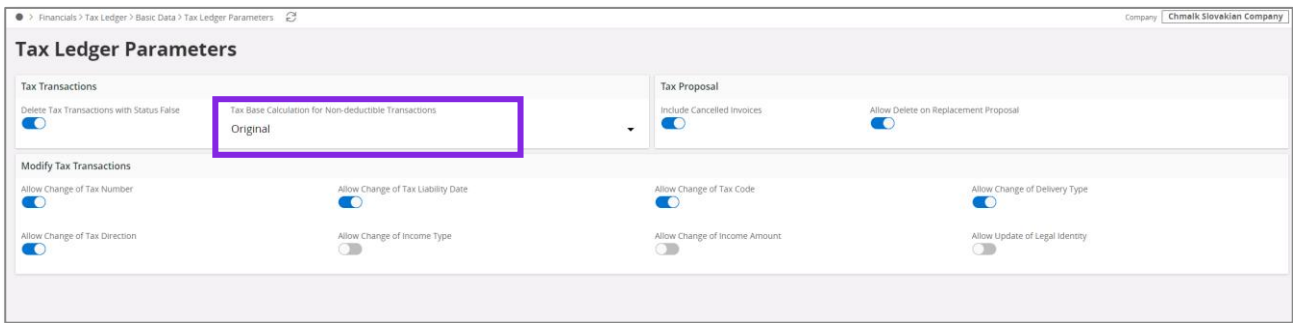 > Financials > Tax Ledger > Basic Data > Tax Ledger Parameters
Company Chmalk Slovakian Company
Tax Ledger Parameters
Tax Transactions
Tax Proposal
Delete Tax Transactions with Status False
Tax Base Calculation for Non-deductible Transactions
Include Cancelled Invoices
Allow Delete on Replacement Proposal
Original
Modify Tax Transactions
Allow Change of Tax Number
Allow Change of Tax Liability Date
Allow Change of Tax Code
Allow Change of Delivery Type
Allow Change of Tax Direction
Allow Change of Income Type
Allow Change of Income Amount
Allow Update of Legal Identity